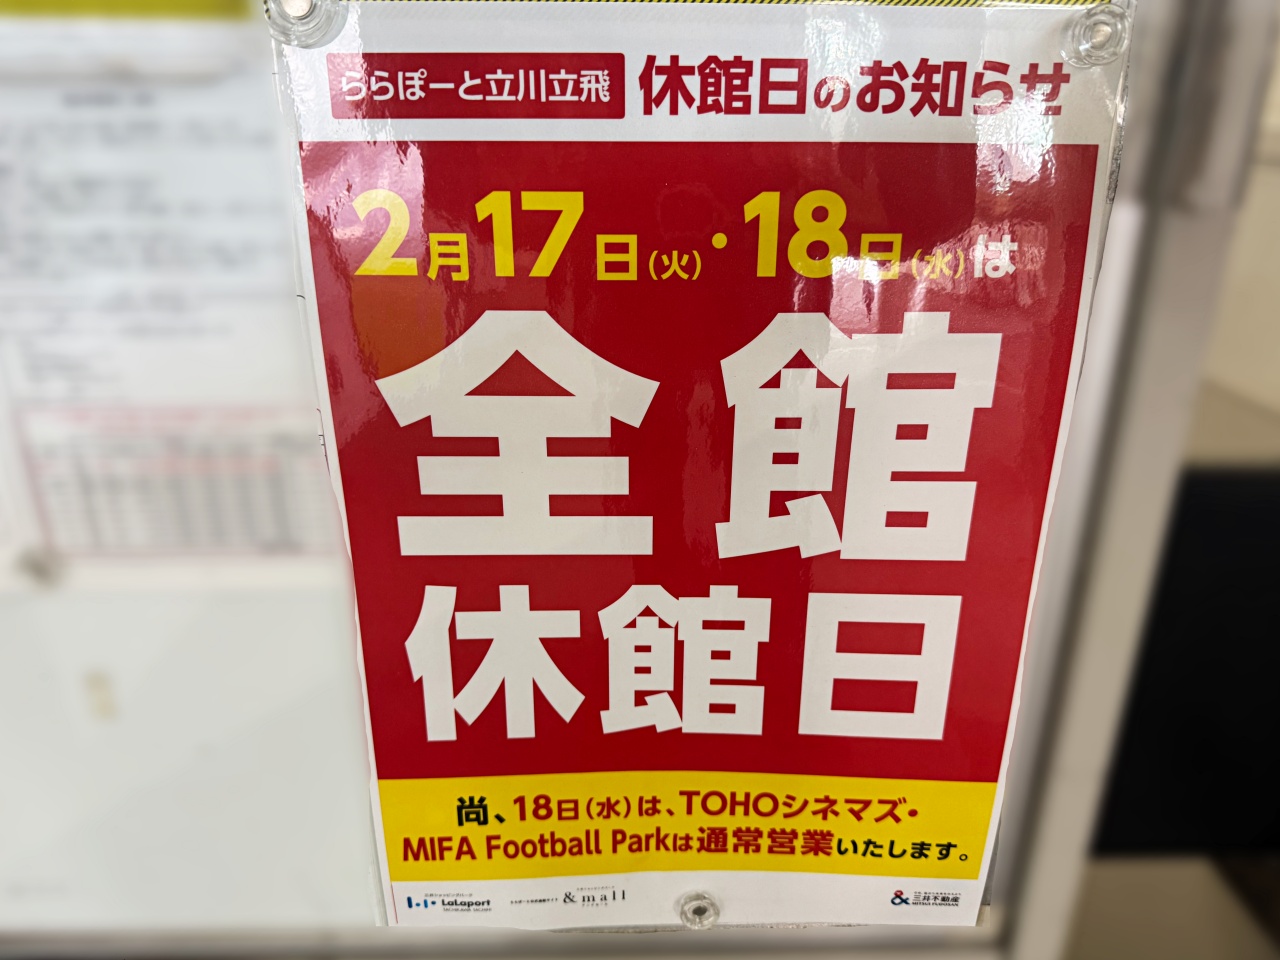 ららぽーと立川立飛 休館日のお知らせ
2月17日(火)・18日(水)は
全館
休館日
尚、18日(水)は、TOHOシネマズ・
MIFA Football Parkは通常営業いたします。
LaLaport
&mall
三井不動産